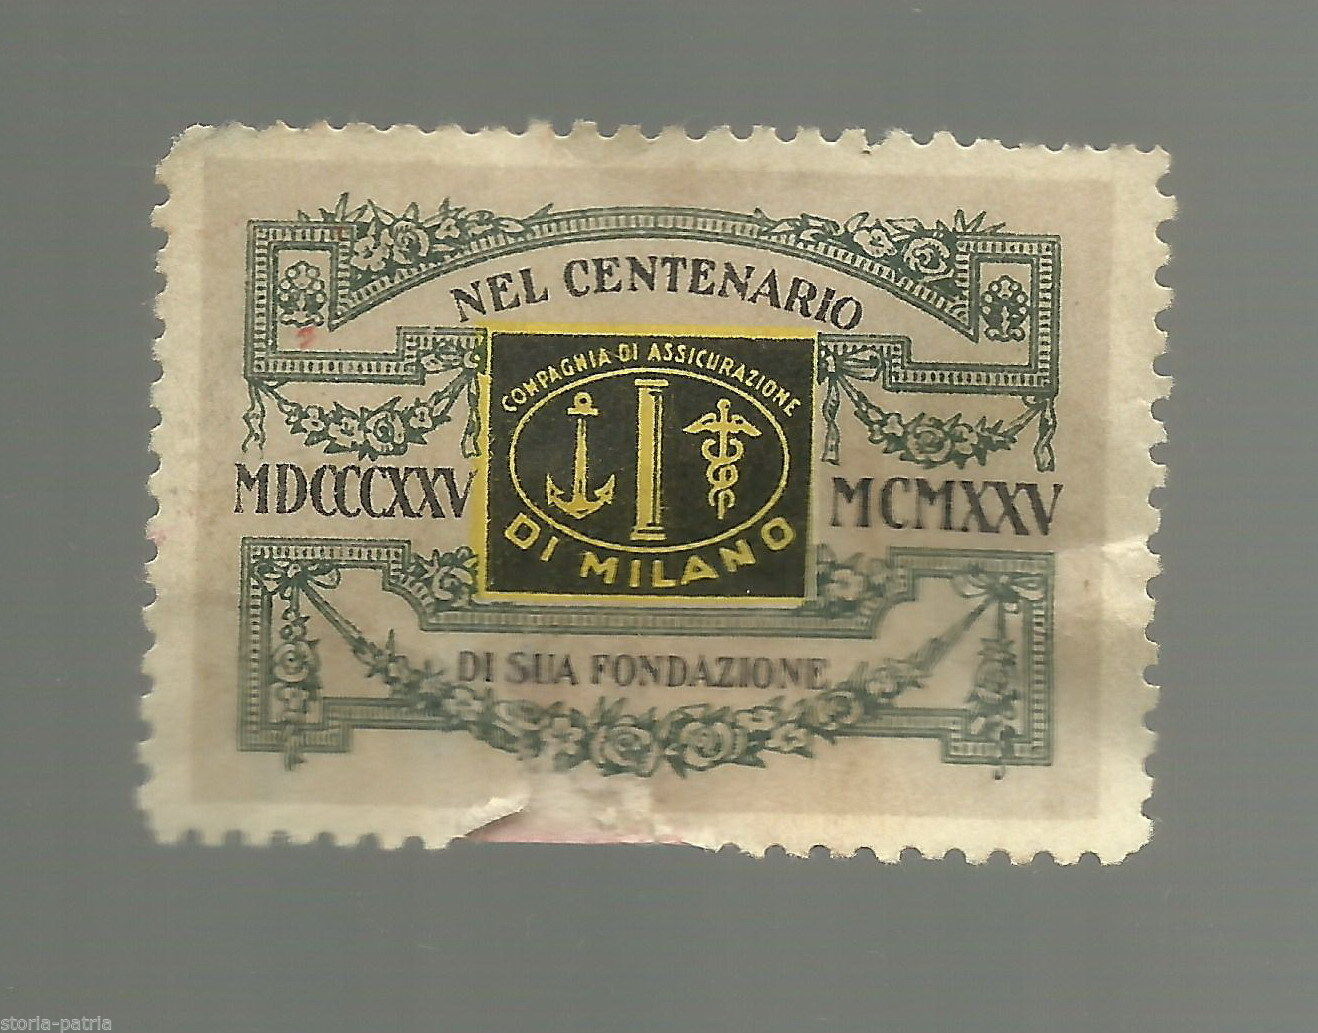 NEL CENTENARIO
COMPAGNIA DI ASSICURAZIONE
DI MILANO
MDCCCXXV
MCMXXV
DI SUA FONDAZIONE
storia-patria